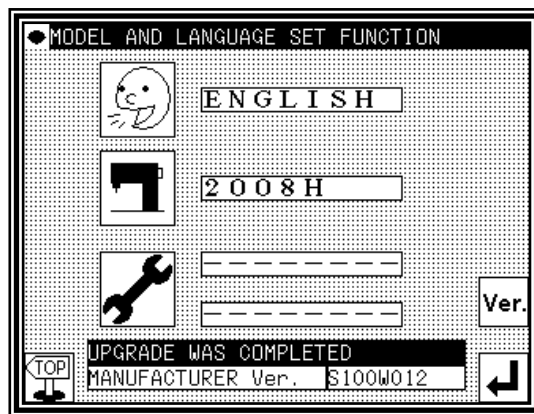 MODEL AND LANGUAGE SET FUNCTION
ENGLISH
2008H
– – – – – – – –
– – – – – – – –
Ver.
UPGRADE WAS COMPLETED
TOP
MANUFACTURER Ver. S100W012